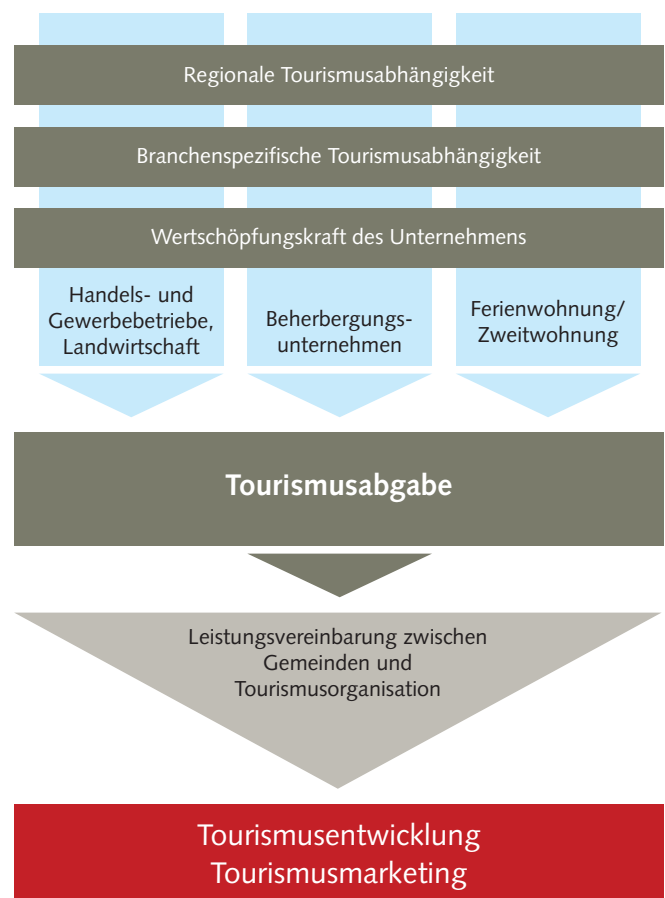 Regionale Tourismusabhängigkeit
Branchenspezifische Tourismusabhängigkeit
Wertschöpfungskraft des Unternehmens
Handels- und
Gewerbebetriebe,
Landwirtschaft
Beherbergungs-
unternehmen
Ferienwohnung/
Zweitwohnung
Tourismusabgabe
Leistungsvereinbarung zwischen
Gemeinden und
Tourismusorganisation
Tourismusentwicklung
Tourismusmarketing